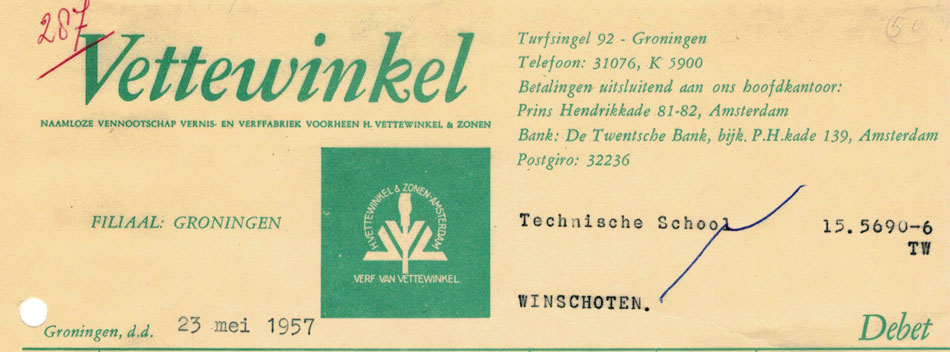 287
Vettewinkel
NAAMLOZE VENNOOTSCHAP VERNIS- EN VERFFABRIEK VOORHEEN H. VETTEWINKEL & ZONEN
Turfsingel 92 - Groningen
Telefoon: 31076, K 5900
Betalingen uitsluitend aan ons hoofdkantoor:
Prins Hendrikkade 81-82, Amsterdam
Bank: De Twentsche Bank, bijk. P.H.kade 139, Amsterdam
Postgiro: 32236
FILIAAL: GRONINGEN
H.VETTEWINKEL & ZONEN-AMSTERDAM
VERF VAN VETTEWINKEL
Technische School 15.5690-6
TW
WINSCHOTEN.
Groningen, d.d. 23 mei 1957
Debet